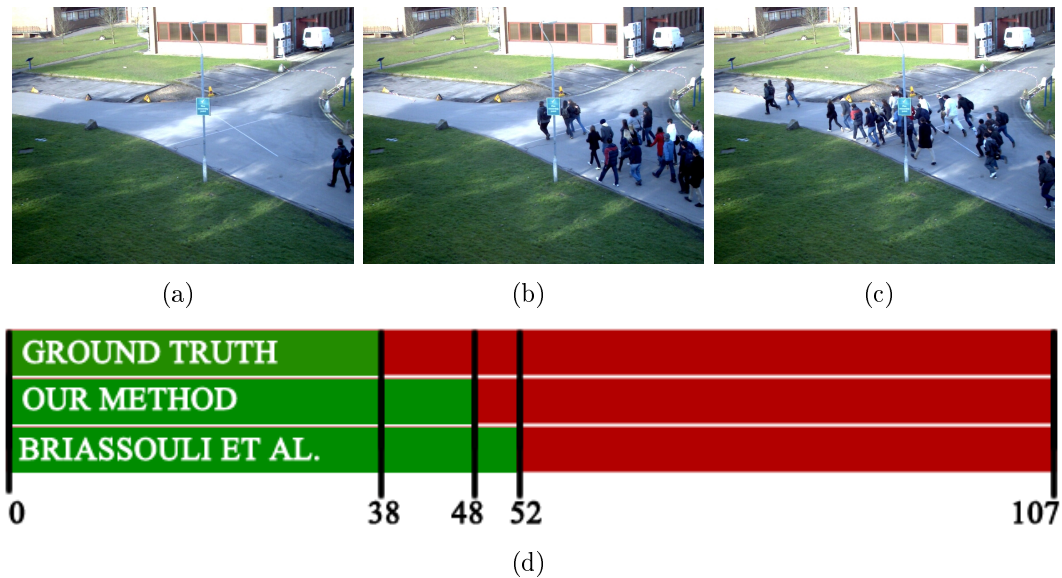 (a) (b) (c)
GROUND TRUTH
OUR METHOD
BRIASSOULI ET AL.
0 38 48 52 107
(d)